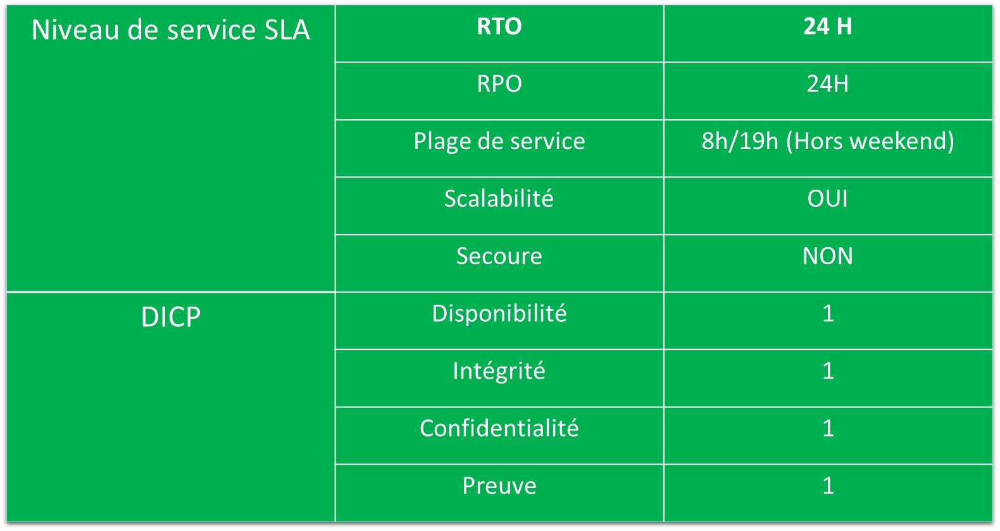 Niveau de service SLA
RTO
24 H
RPO
24H
Plage de service
8h/19h (Hors weekend)
Scalabilité
OUI
Secoure
NON
DICP
Disponibilité
1
Intégrité
1
Confidentialité
1
Preuve
1